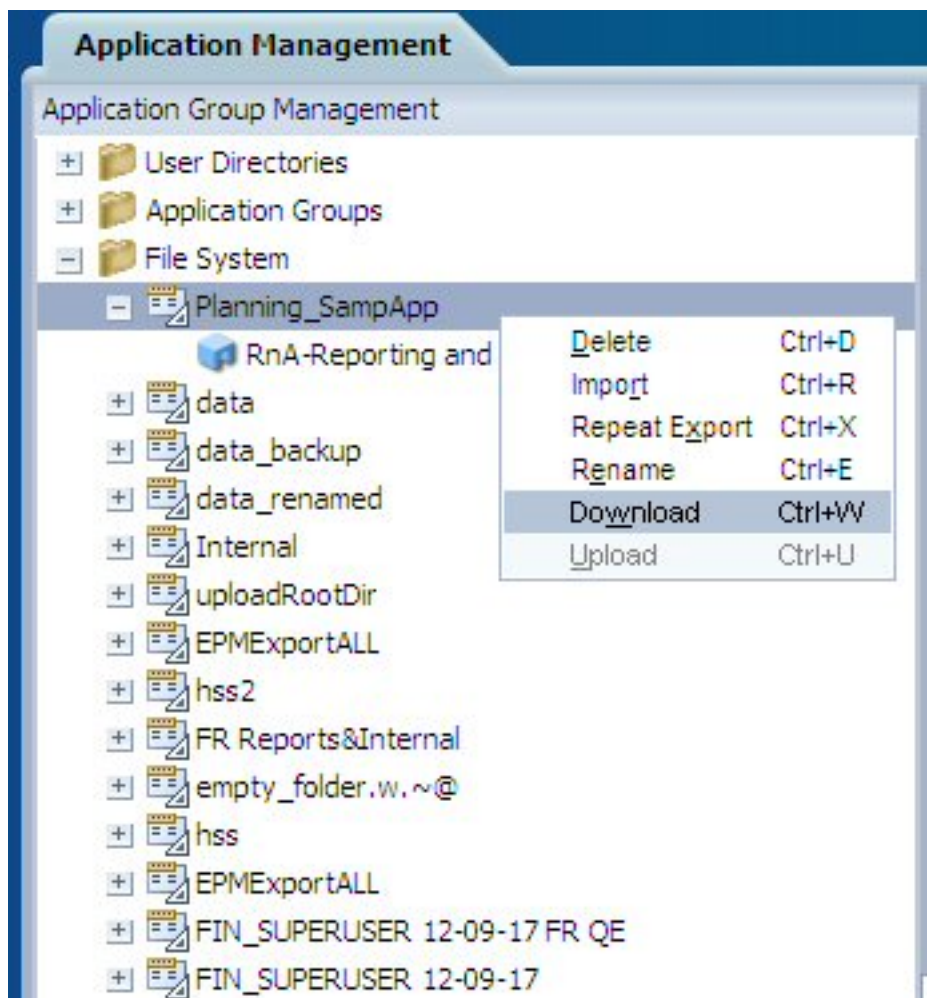 Application Management
Application Group Management
User Directories
Application Groups
File System
Planning_SampApp
RnA-Reporting and
Delete Ctrl+D
Import Ctrl+R
Repeat Export Ctrl+X
Rename Ctrl+E
Download Ctrl+W
Upload Ctrl+U
data
data_backup
data_renamed
Internal
uploadRootDir
EPMExportALL
hss2
FR Reports&Internal
empty_folder.w.~@
hss
EPMExportALL
FIN_SUPERUSER 12-09-17 FR QE
FIN_SUPERUSER 12-09-17